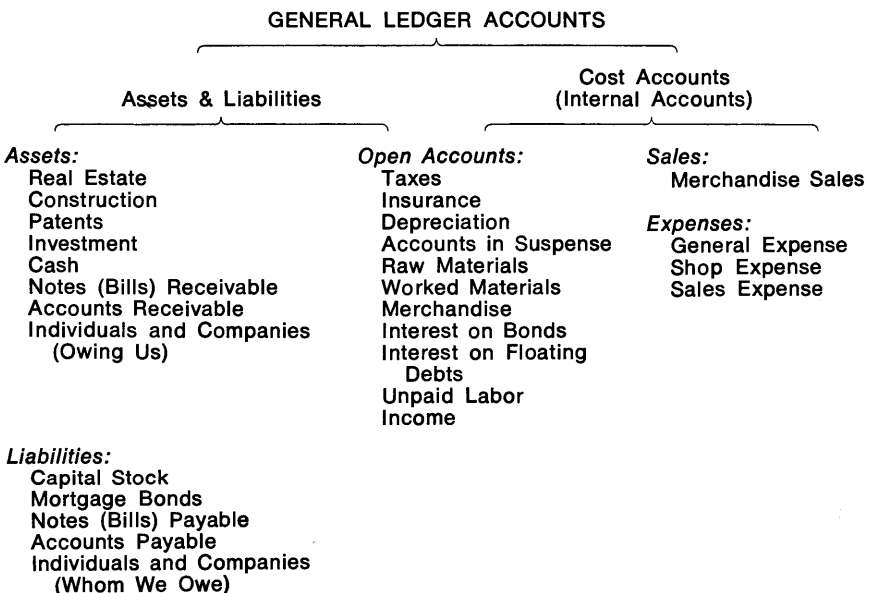 GENERAL LEDGER ACCOUNTS
Assets & Liabilities
Cost Accounts
(Internal Accounts)
Assets:
Real Estate
Construction
Patents
Investment
Cash
Notes (Bills) Receivable
Accounts Receivable
Individuals and Companies
(Owing Us)
Liabilities:
Capital Stock
Mortgage Bonds
Notes (Bills) Payable
Accounts Payable
Individuals and Companies
(Whom We Owe)
Open Accounts:
Taxes
Insurance
Depreciation
Accounts in Suspense
Raw Materials
Worked Materials
Merchandise
Interest on Bonds
Interest on Floating
Debts
Unpaid Labor
Income
Sales:
Merchandise Sales
Expenses:
General Expense
Shop Expense
Sales Expense